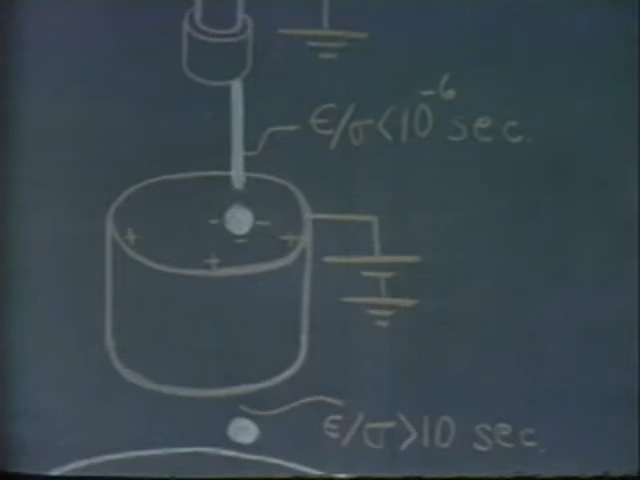 ϵ/σ<10⁻⁶ sec.
- -
-
+ + +
ϵ/σ>10 sec.